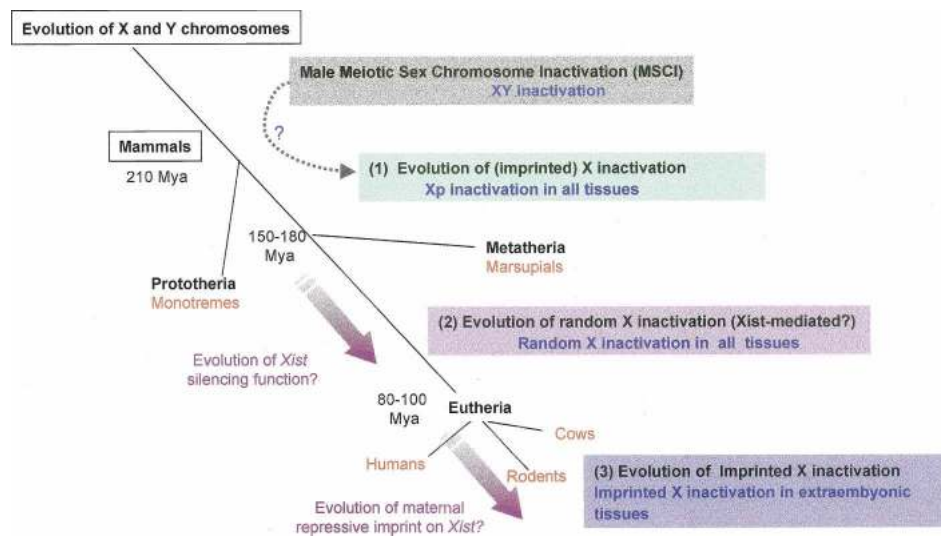 Evolution of X and Y chromosomes
Male Meiotic Sex Chromosome Inactivation (MSCI)
XY inactivation
?
Mammals
210 Mya
(1) Evolution of (imprinted) X inactivation
Xp inactivation in all tissues
150-180
Mya
Metatheria
Marsupials
Prototheria
Monotremes
(2) Evolution of random X inactivation (Xist-mediated?)
Random X inactivation in all tissues
Evolution of Xist
silencing function?
80-100
Mya
Eutheria
Cows
Humans
Rodents
(3) Evolution of Imprinted X inactivation
Imprinted X inactivation in extraembyonic
tissues
Evolution of maternal
repressive imprint on Xist?